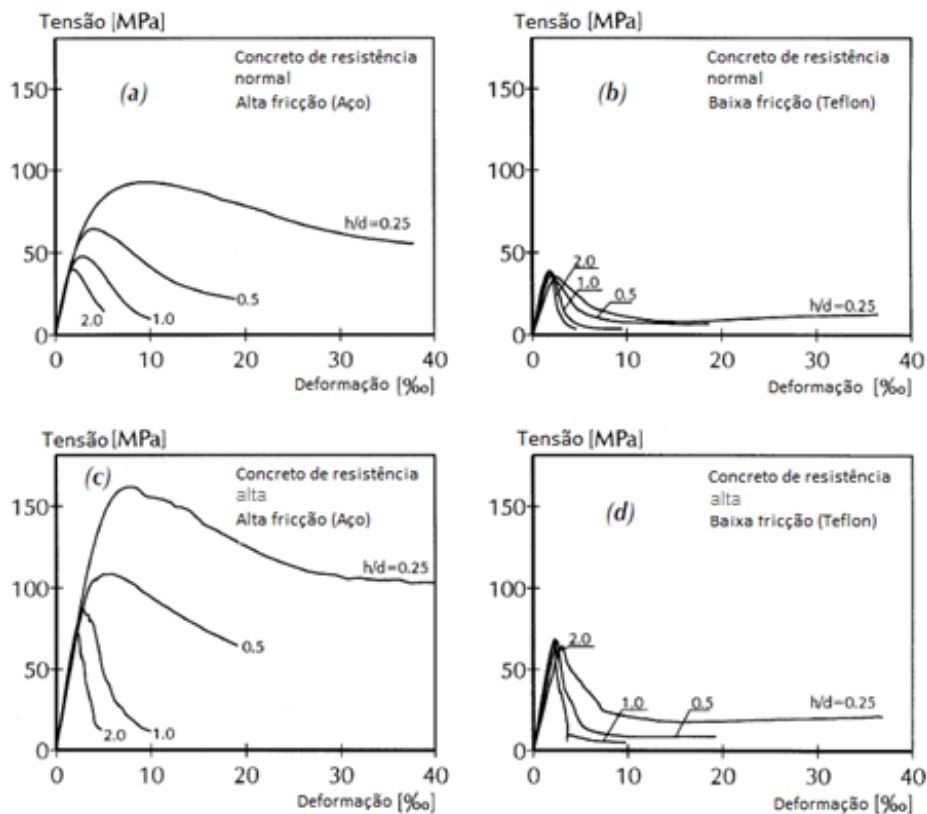 Tensão [MPa]
150
100
50
0
(a)
Concreto de resistência
normal
Alta fricção (Aço)
h/d=0.25
0.5
1.0
2.0
0
10
20
30
40
Deformação [‰]
Tensão [MPa]
150
100
50
0
(b)
Concreto de resistência
normal
Baixa fricção (Teflon)
2.0
1.0
0.5
h/d=0.25
0
10
20
30
40
Deformação [‰]
Tensão [MPa]
150
100
50
0
(c)
Concreto de resistência
alta
Alta fricção (Aço)
h/d=0.25
0.5
2.0
1.0
0
10
20
30
40
Deformação [‰]
Tensão [MPa]
150
100
50
0
(d)
Concreto de resistência
alta
Baixa fricção (Teflon)
2.0
1.0
0.5
h/d=0.25
0
10
20
30
40
Deformação [‰]